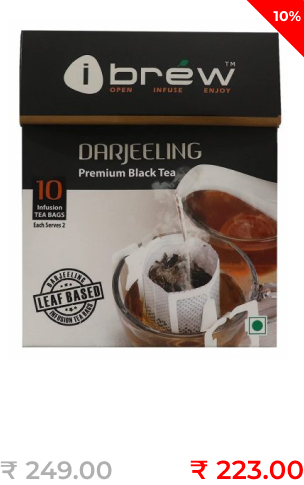 10%
ibréw™
OPEN INFUSE ENJOY
DARJEELING
Premium Black Tea
10
Infusion
TEA BAGS
Each Serves 2
DARJEELING
LEAF BASED
INFUSION TEA BAGS
₹ 249.00 ₹ 223.00